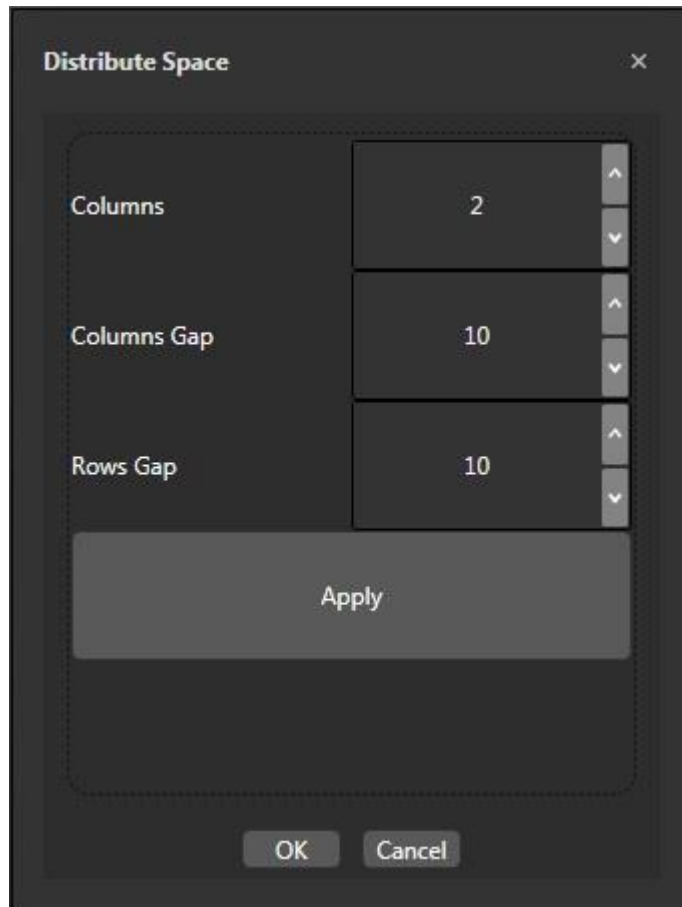 Distribute Space
Columns 2
Columns Gap 10
Rows Gap 10
Apply
OK Cancel